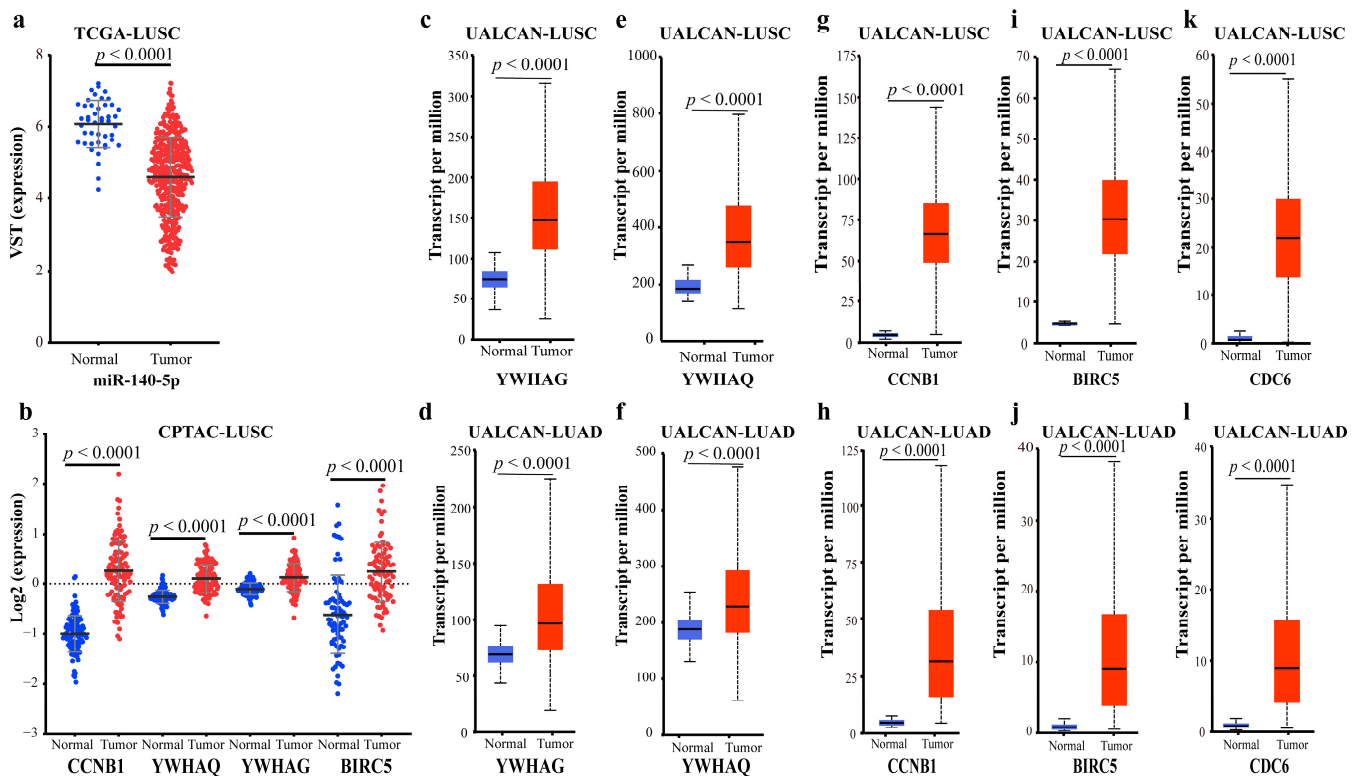 a
TCGA-LUSC
p < 0.0001
8
6
4
2
0
VST (expression)
Normal Tumor
miR-140-5p
b
CPTAC-LUSC
p < 0.0001
p < 0.0001
p < 0.0001
p < 0.0001
3
2
1
0
−1
−2
−3
Log2 (expression)
Normal Tumor Normal Tumor Normal Tumor Normal Tumor
CCNB1 YWHAQ YWHAG BIRC5
c
UALCAN-LUSC
p < 0.0001
350
300
250
200
150
100
50
0
Transcript per million
Normal Tumor
YWIIAG
d
UALCAN-LUAD
p < 0.0001
250
200
150
100
50
0
Transcript per million
Normal Tumor
YWHAG
e
UALCAN-LUSC
p < 0.0001
1000
800
600
400
200
0
Transcript per million
Normal Tumor
YWIIAQ
f
UALCAN-LUAD
p < 0.0001
500
400
300
200
100
0
Transcript per million
Normal Tumor
YWHAQ
g
UALCAN-LUSC
p < 0.0001
175
150
125
100
75
50
25
0
Transcript per million
Normal Tumor
CCNB1
h
UALCAN-LUAD
p < 0.0001
125
100
75
50
25
0
Transcript per million
Normal Tumor
CCNB1
i
UALCAN-LUSC
p < 0.0001
70
60
50
40
30
20
10
0
Transcript per million
Normal Tumor
BIRC5
j
UALCAN-LUAD
p < 0.0001
40
30
20
10
0
Transcript per million
Normal Tumor
BIRC5
k
UALCAN-LUSC
p < 0.0001
60
50
40
30
20
10
0
Transcript per million
Normal Tumor
CDC6
l
UALCAN-LUAD
p < 0.0001
40
30
20
10
0
Transcript per million
Normal Tumor
CDC6